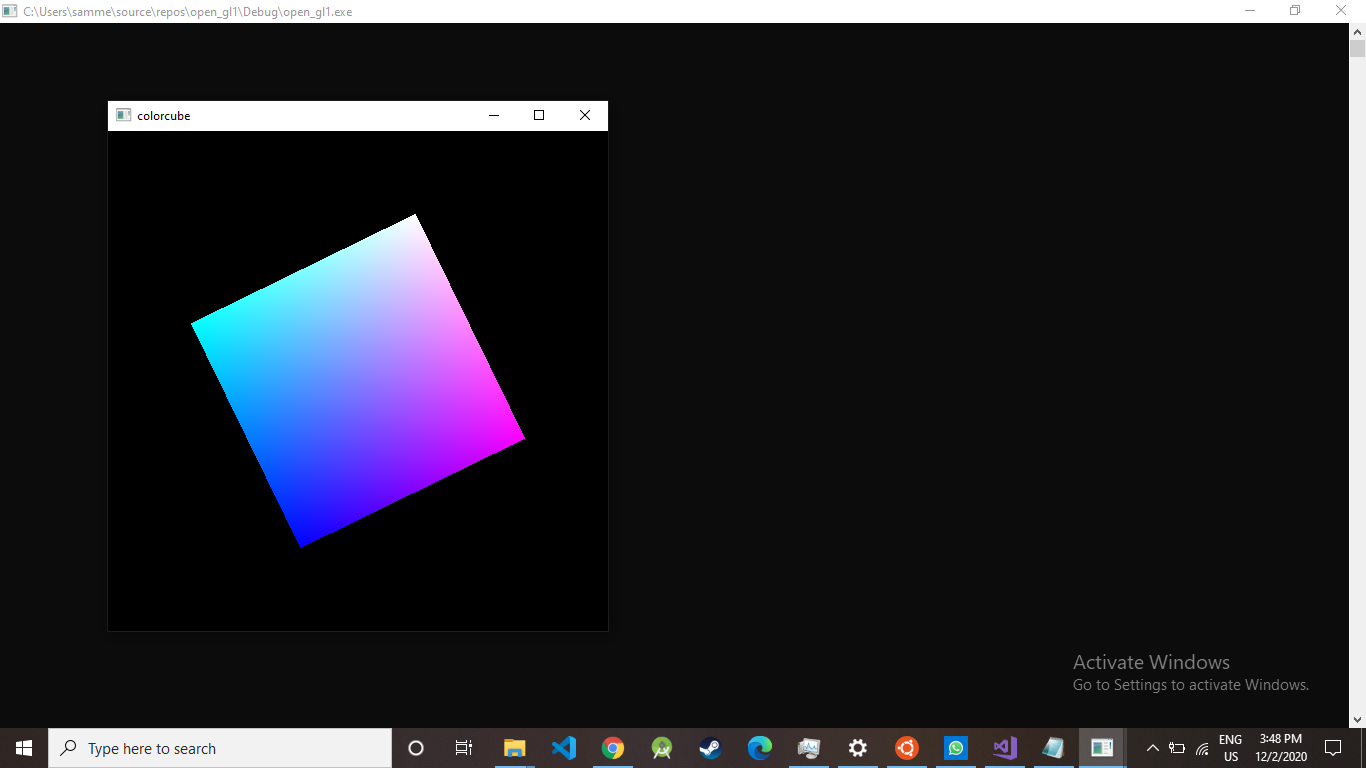 C:\Users\samme\source\repos\open_gl1\Debug\open_gl1.exe
colorcube
Activate Windows
Go to Settings to activate Windows.
Type here to search
ENG
US
3:48 PM
12/2/2020